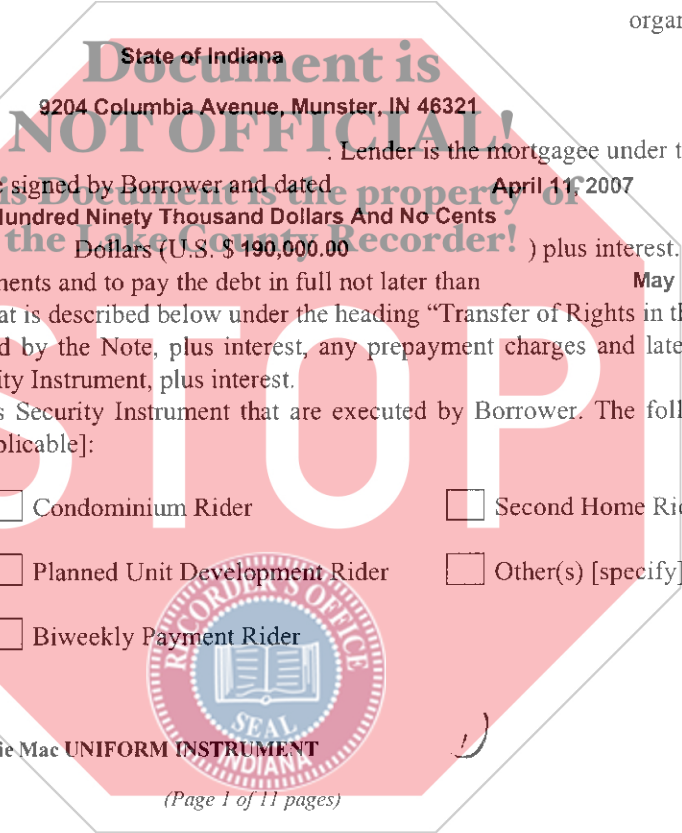 organ
State of Indiana
Document is
9204 Columbia Avenue, Munster, IN 46321
NOT OFFICIAL!
. Lender is the mortgagee under t
signed by Borrower and dated April 11, 2007
is Document is the property of
Hundred Ninety Thousand Dollars And No Cents
the Lake County Recorder!
Dollars (U.S. $ 190,000.00 ) plus interest.
nents and to pay the debt in full not later than May
at is described below under the heading “Transfer of Rights in th
d by the Note, plus interest, any prepayment charges and late
ity Instrument, plus interest.
s Security Instrument that are executed by Borrower. The foll
plicable]:
STOP
Condominium Rider Second Home Rid
Planned Unit Development Rider Other(s) [specify]
Biweekly Payment Rider
RECORDER'S OFFICE
SEAL
INDIANA
ie Mac UNIFORM INSTRUMENT
(Page 1 of 11 pages)